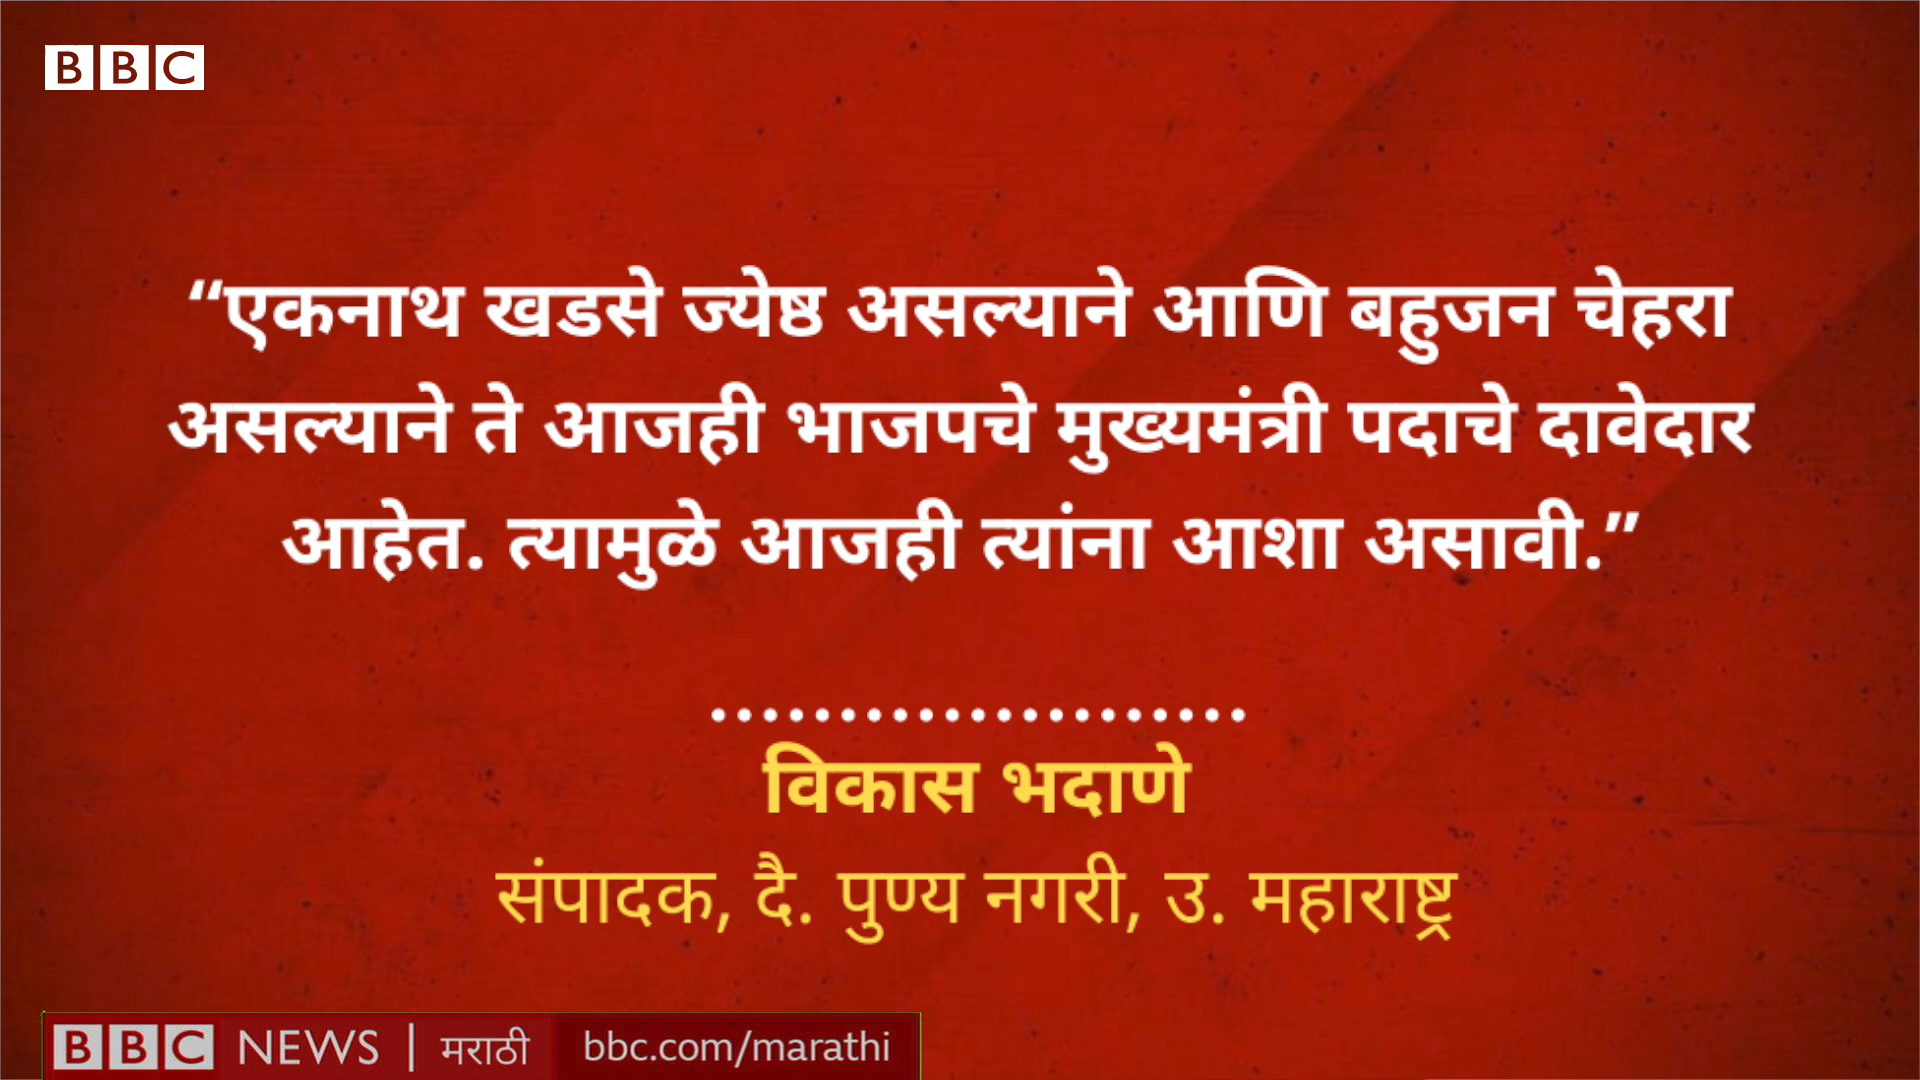 BBC
“एकनाथ खडसे ज्येष्ठ असल्याने आणि बहुजन चेहरा
असल्याने ते आजही भाजपचे मुख्यमंत्री पदाचे दावेदार
आहेत. त्यामुळे आजही त्यांना आशा असावी.”
विकास भदाणे
संपादक, दै. पुण्य नगरी, उ. महाराष्ट्र
BBC NEWS | मराठी bbc.com/marathi